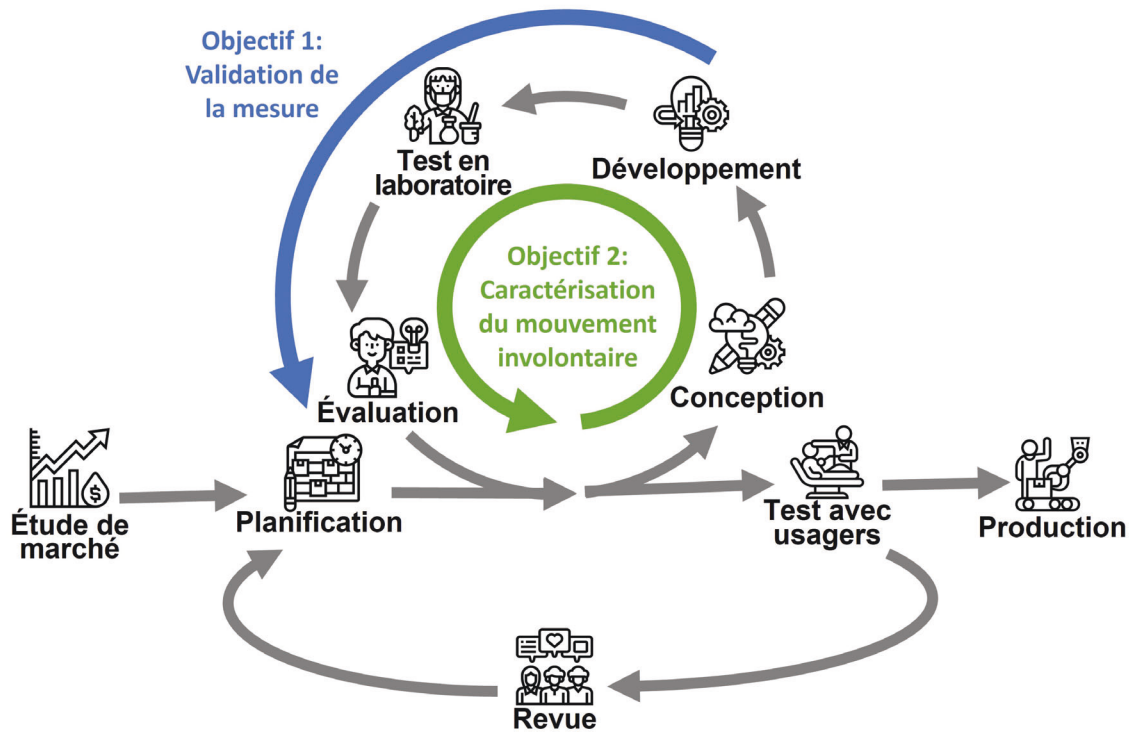 Objectif 1:
Validation de
la mesure
Test en
laboratoire
Développement
Objectif 2:
Caractérisation
du mouvement
involontaire
Évaluation
Conception
Étude de
marché
Planification
Test avec
usagers
Production
Revue